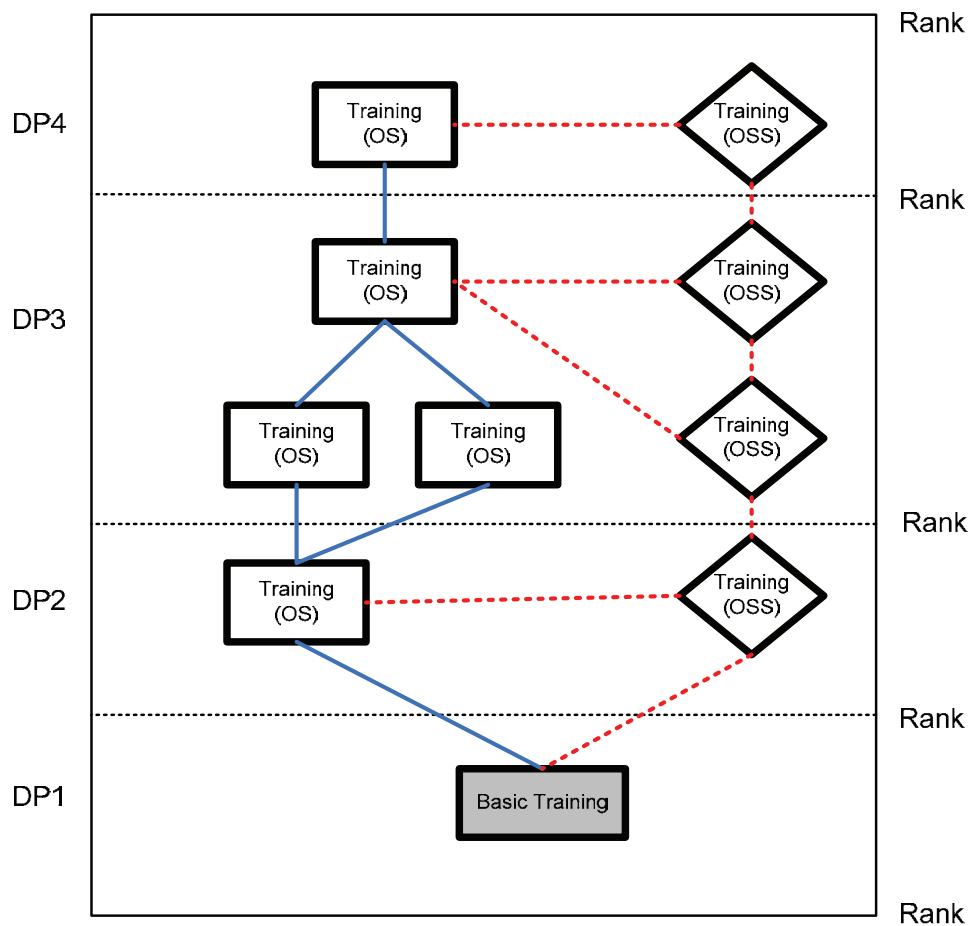 Rank
DP4
Training
(OS)
Training
(OSS)
Rank
DP3
Training
(OS)
Training
(OSS)
Training
(OS)
Training
(OS)
Training
(OSS)
Rank
DP2
Training
(OS)
Training
(OSS)
Rank
DP1
Basic Training
Rank